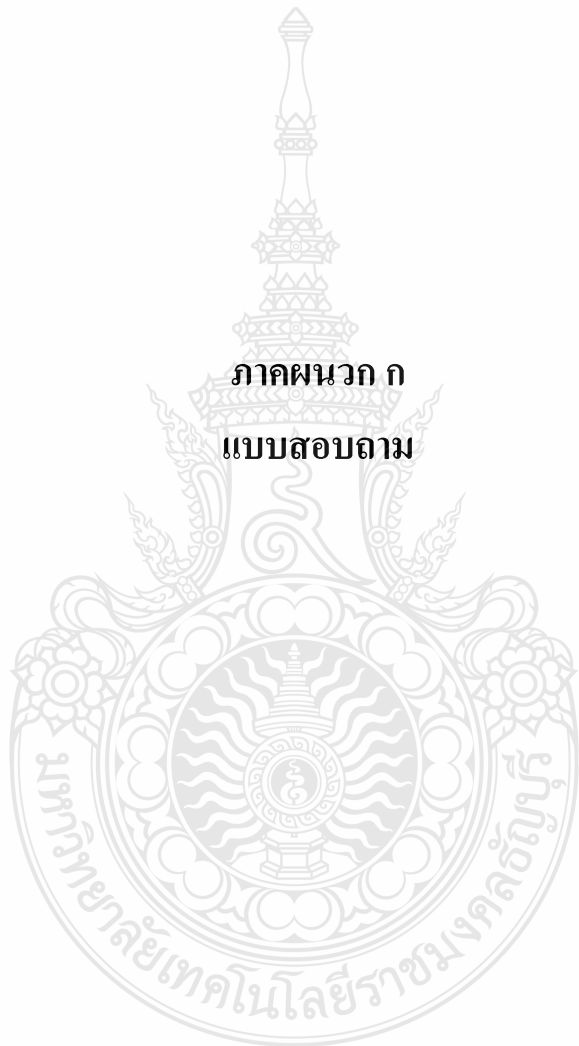 ภาคผนวก ก
แบบสอบถาม
มหาวิทยาลัยเทคโนโลยีราชมงคลธัญบุรี